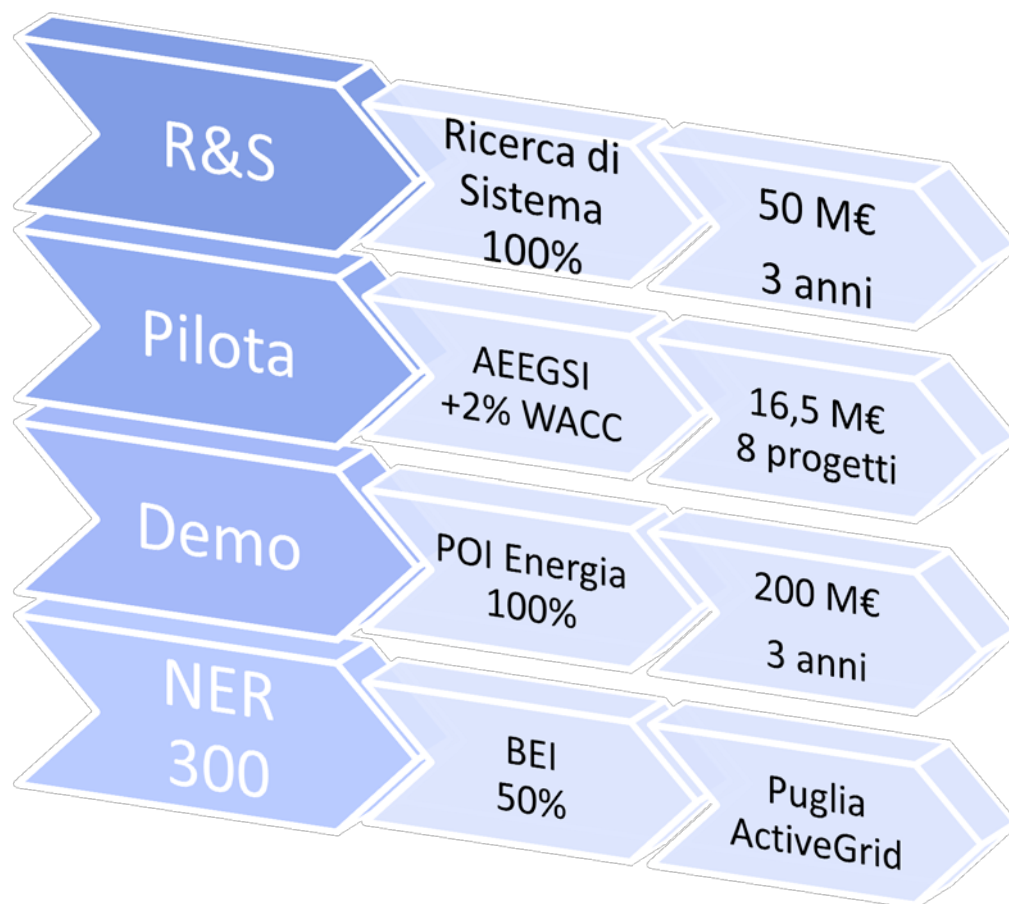 R&S
Ricerca di
Sistema
100%
50 M€
3 anni
Pilota
AEEGSI
+2% WACC
16,5 M€
8 progetti
Demo
POI Energia
100%
200 M€
3 anni
NER
300
BEI
50%
Puglia
ActiveGrid